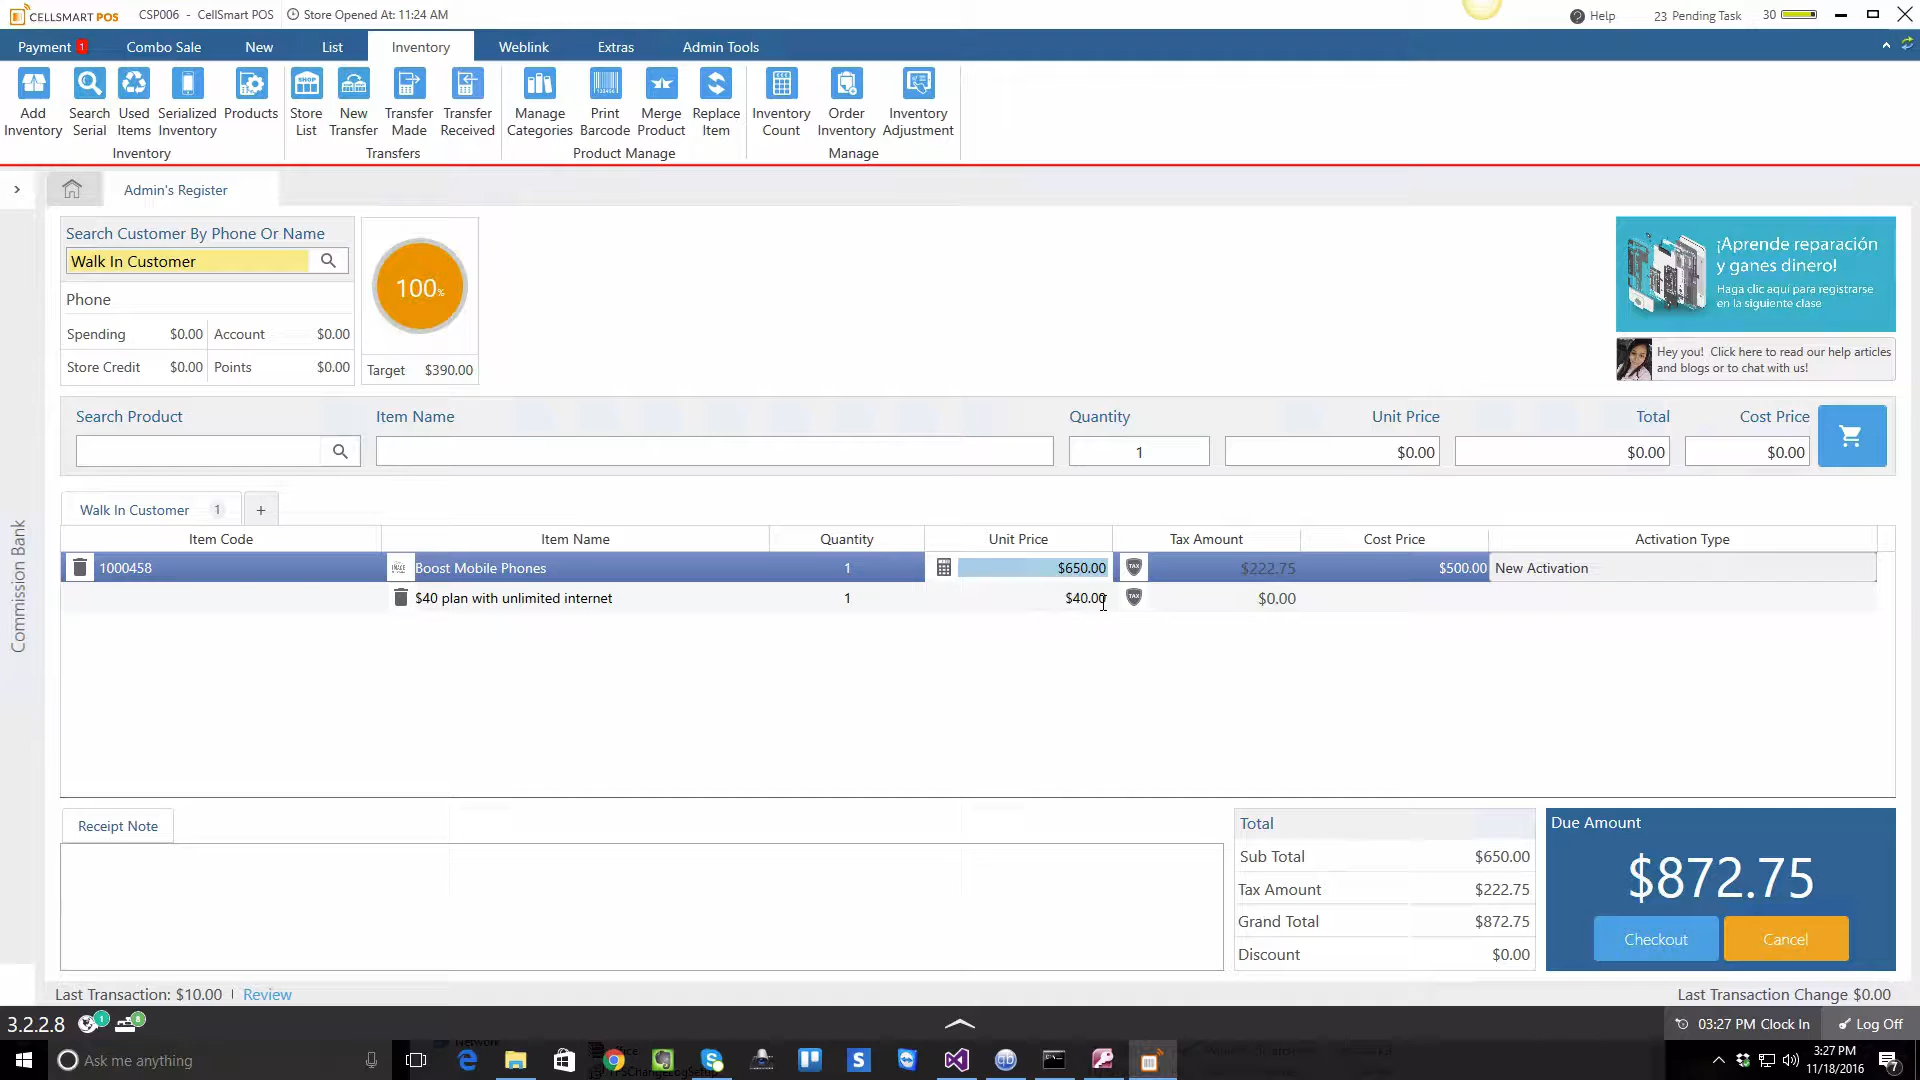 CELLSMART POS CSP006 - CellSmart POS Store Opened At: 11:24 AM Help 23 Pending Task 30
Payment 1 Combo Sale New List Inventory Weblink Extras Admin Tools
Add Inventory
Search Serial
Used Items
Serialized Inventory
Products
Store List
New Transfer
Transfer Made
Transfer Received
Manage Categories
Print Barcode
Merge Product
Replace Item
Inventory Count
Order Inventory
Inventory Adjustment
Inventory Transfers Product Manage Manage
Admin's Register
Search Customer By Phone Or Name
Walk In Customer
Phone
Spending $0.00 Account $0.00
Store Credit $0.00 Points $0.00
100%
Target $390.00
¡Aprende reparación
y ganes dinero!
Haga clic aquí para registrarse
en la siguiente clase
Hey you! Click here to read our help articles
and blogs or to chat with us!
Search Product Item Name Quantity Unit Price Total Cost Price
1 $0.00 $0.00 $0.00
Commission Bank
Walk In Customer 1 +
Item Code Item Name Quantity Unit Price Tax Amount Cost Price Activation Type
1000458 Boost Mobile Phones 1 $650.00 TAX $222.75 $500.00 New Activation
$40 plan with unlimited internet 1 $40.00 TAX $0.00
Receipt Note
Total
Sub Total $650.00
Tax Amount $222.75
Grand Total $872.75
Discount $0.00
Due Amount
$872.75
Checkout Cancel
Last Transaction: $10.00 | Review Last Transaction Change $0.00
3.2.2.8 1 8 03:27 PM Clock In Log Off
Ask me anything
3:27 PM
11/18/2016
7